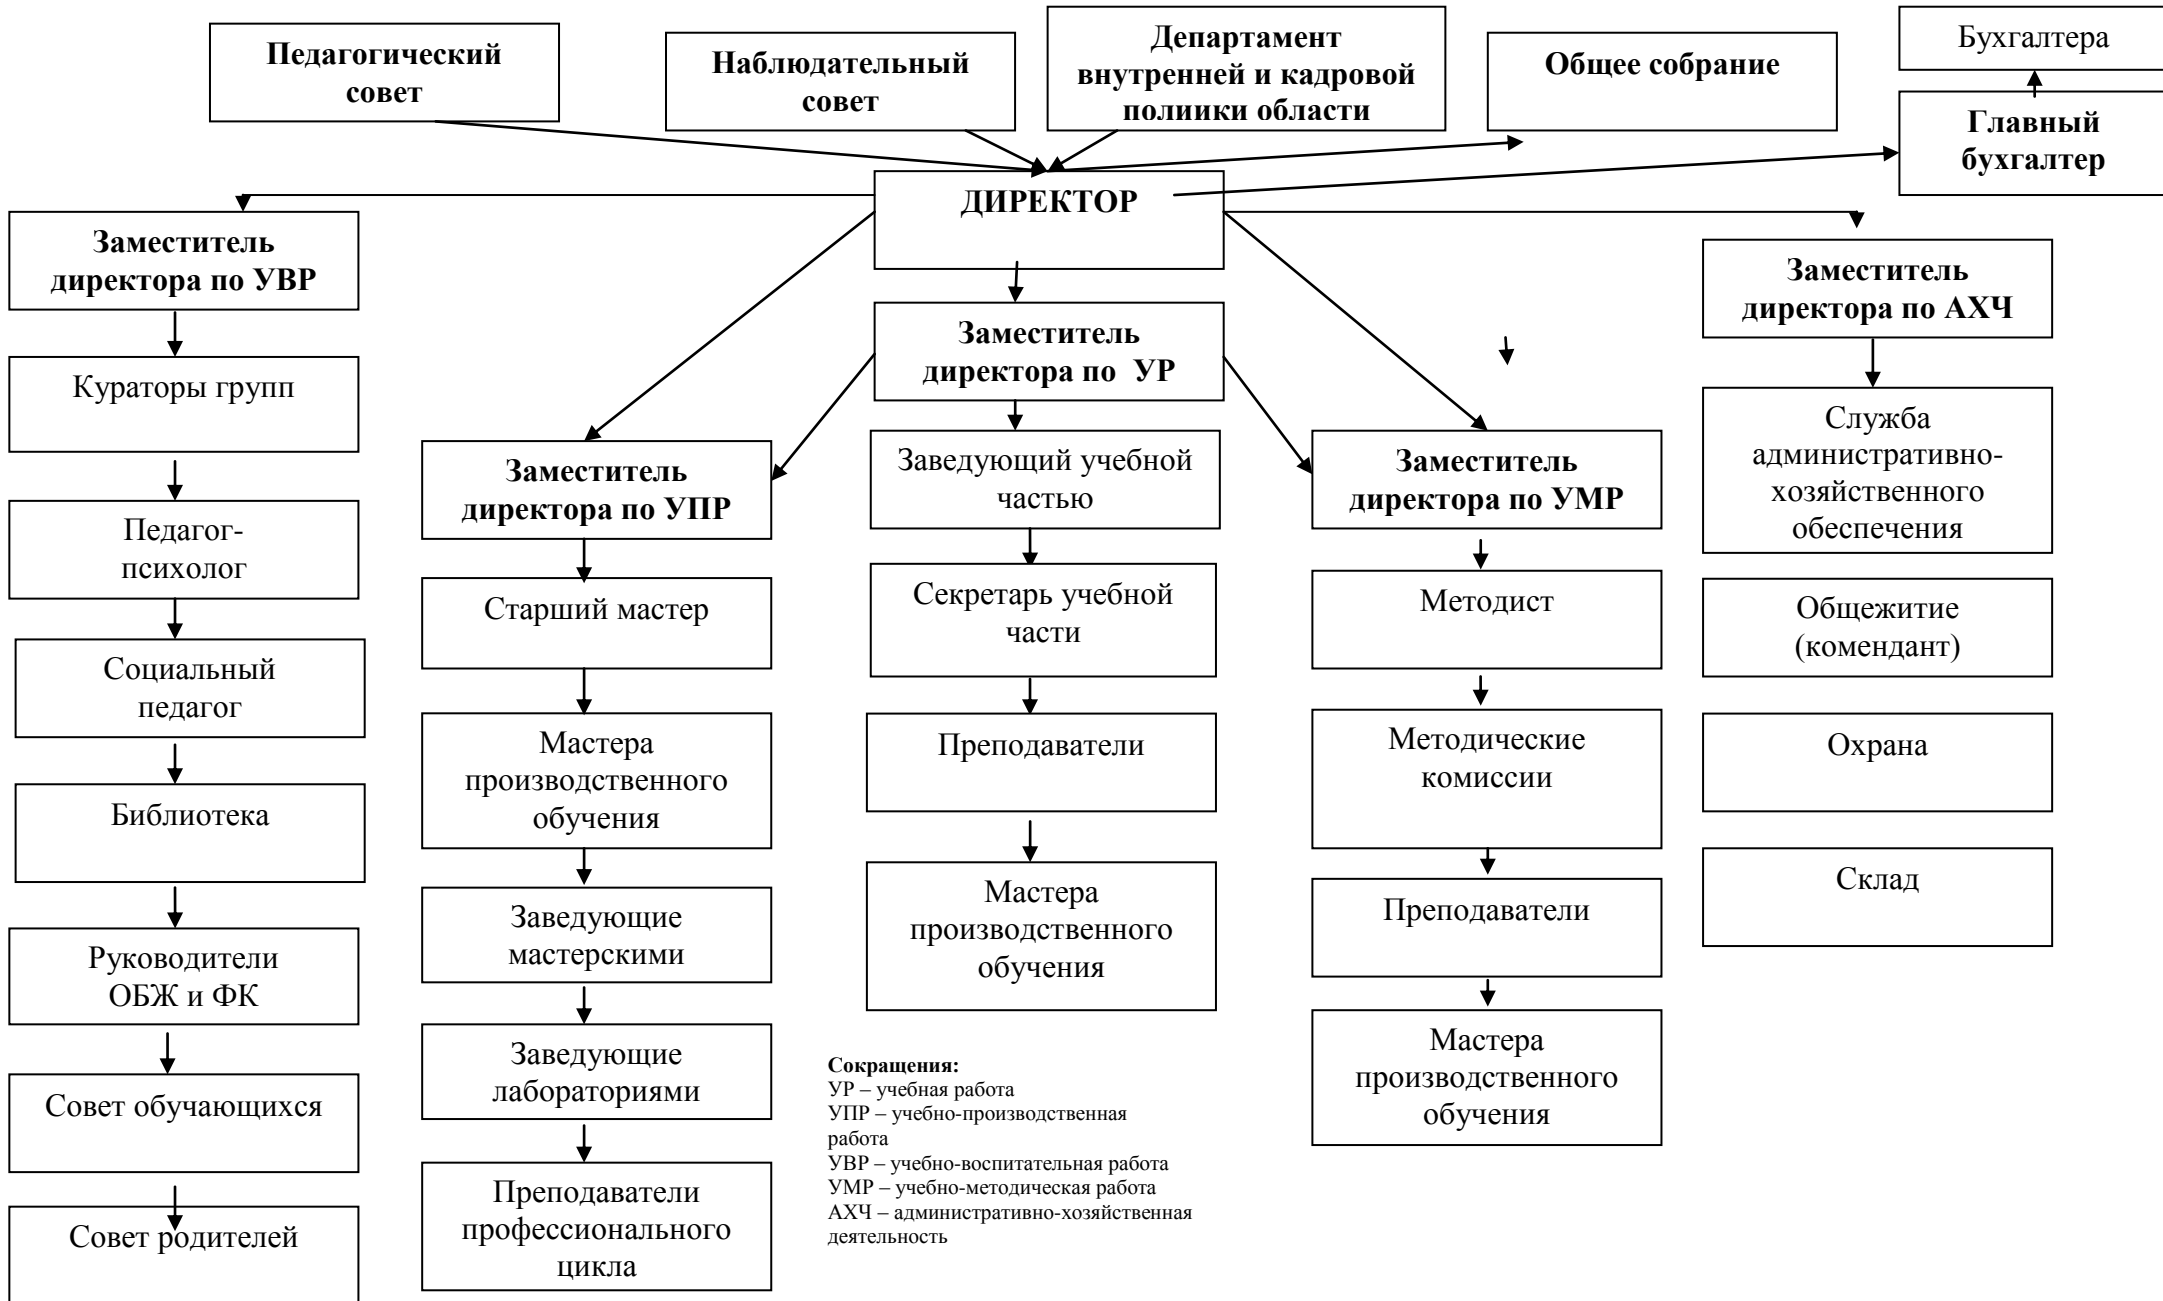 Педагогический
совет
Наблюдательный
совет
Департамент
внутренней и кадровой
полиики области
Общее собрание
Бухгалтера
Главный
бухгалтер
ДИРЕКТОР
Заместитель
директора по УВР
Заместитель
директора по УР
Заместитель
директора по АХЧ
Кураторы групп
Педагог-
психолог
Социальный
педагог
Библиотека
Руководители
ОБЖ и ФК
Совет обучающихся
Совет родителей
Заместитель
директора по УПР
Старший мастер
Мастера
производственного
обучения
Заведующие
мастерскими
Заведующие
лабораториями
Преподаватели
профессионального
цикла
Заведующий учебной
частью
Секретарь учебной
части
Преподаватели
Мастера
производственного
обучения
Заместитель
директора по УМР
Методист
Методические
комиссии
Преподаватели
Мастера
производственного
обучения
Служба
административно-
хозяйственного
обеспечения
Общежитие
(комендант)
Охрана
Склад
Сокращения:
УР – учебная работа
УПР – учебно-производственная
работа
УВР – учебно-воспитательная работа
УМР – учебно-методическая работа
АХЧ – административно-хозяйственная
деятельность